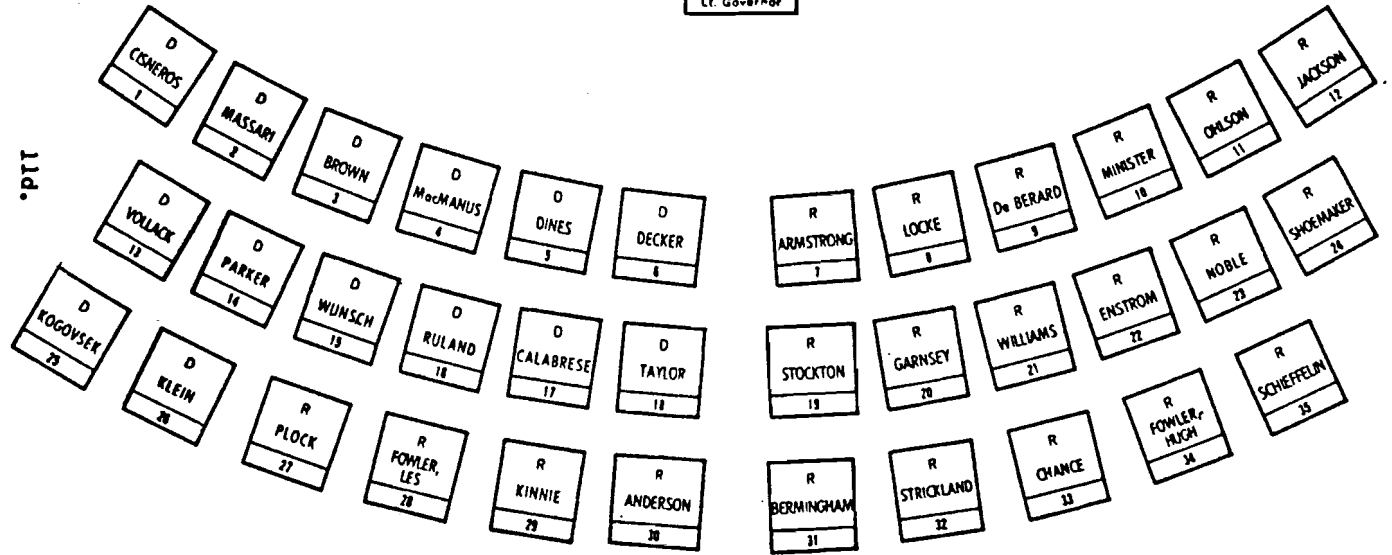 Lt. Governor
D
CISNEROS
1
D
MASSARI
2
D
BROWN
3
D
MacMANUS
4
D
DINES
5
D
DECKER
6
R
ARMSTRONG
7
R
LOCKE
8
R
De BERARD
9
R
MINISTER
10
R
OHLSON
11
R
JACKSON
12
11d.
D
VOLLACK
13
D
PARKER
14
D
WUNSCH
15
D
RULAND
16
D
CALABRESE
17
D
TAYLOR
18
R
STOCKTON
19
R
GARNSEY
20
R
WILLIAMS
21
R
ENSTROM
22
R
NOBLE
23
R
SHOEMAKER
24
D
KOGOVSEK
25
D
KLEIN
26
R
PLOCK
27
R
FOWLER,
LES
28
R
KINNIE
29
R
ANDERSON
30
R
BERMINGHAM
31
R
STRICKLAND
32
R
CHANCE
33
R
FOWLER,
HUGH
34
R
SCHIEFFELIN
35